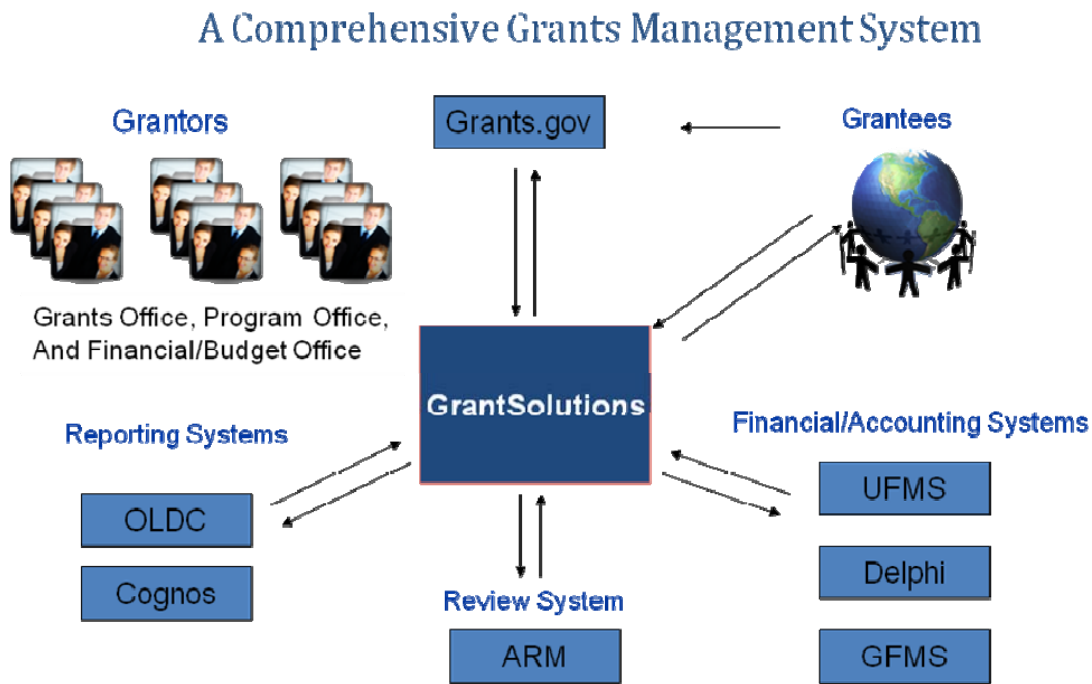 A Comprehensive Grants Management System
Grantors
Grants.gov
Grantees
Grants Office, Program Office,
And Financial/Budget Office
GrantSolutions
Reporting Systems
OLDC
Cognos
Financial/Accounting Systems
UFMS
Delphi
GFMS
Review System
ARM